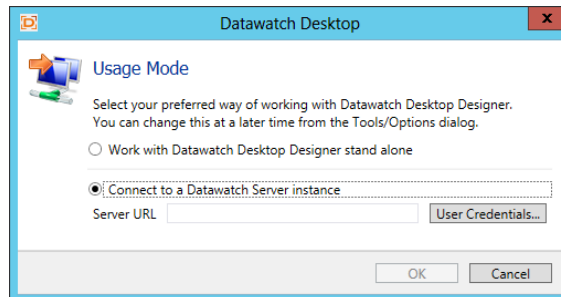 Datawatch Desktop
Usage Mode
Select your preferred way of working with Datawatch Desktop Designer.
You can change this at a later time from the Tools/Options dialog.
Work with Datawatch Desktop Designer stand alone
Connect to a Datawatch Server instance
Server URL User Credentials...
OK Cancel